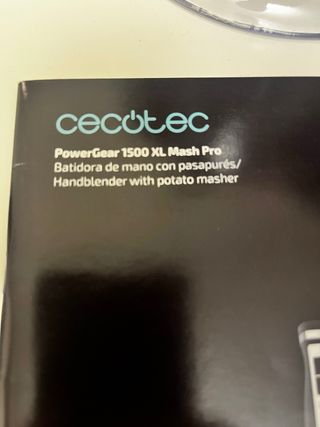 cecotec
PowerGear 1500 XL Mash Pro
Batidora de mano con pasapurés/
Handblender with potato masher